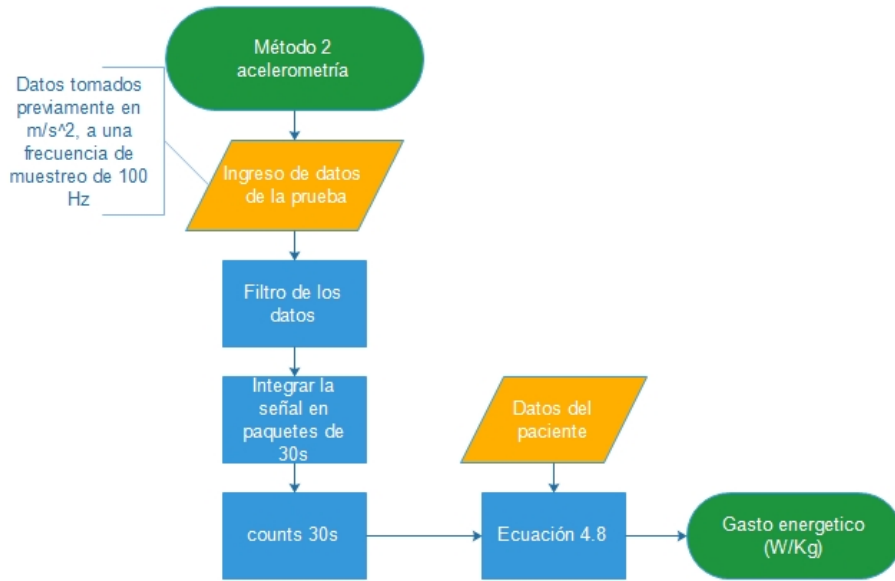 Método 2
acelerometría
Datos tomados
previamente en
m/s^2, a una
frecuencia de
muestreo de 100
Hz
Ingreso de datos
de la prueba
Filtro de los
datos
Integrar la
señal en
paquetes de
30s
Datos del
paciente
counts 30s
Ecuación 4.8
Gasto energetico
(W/Kg)